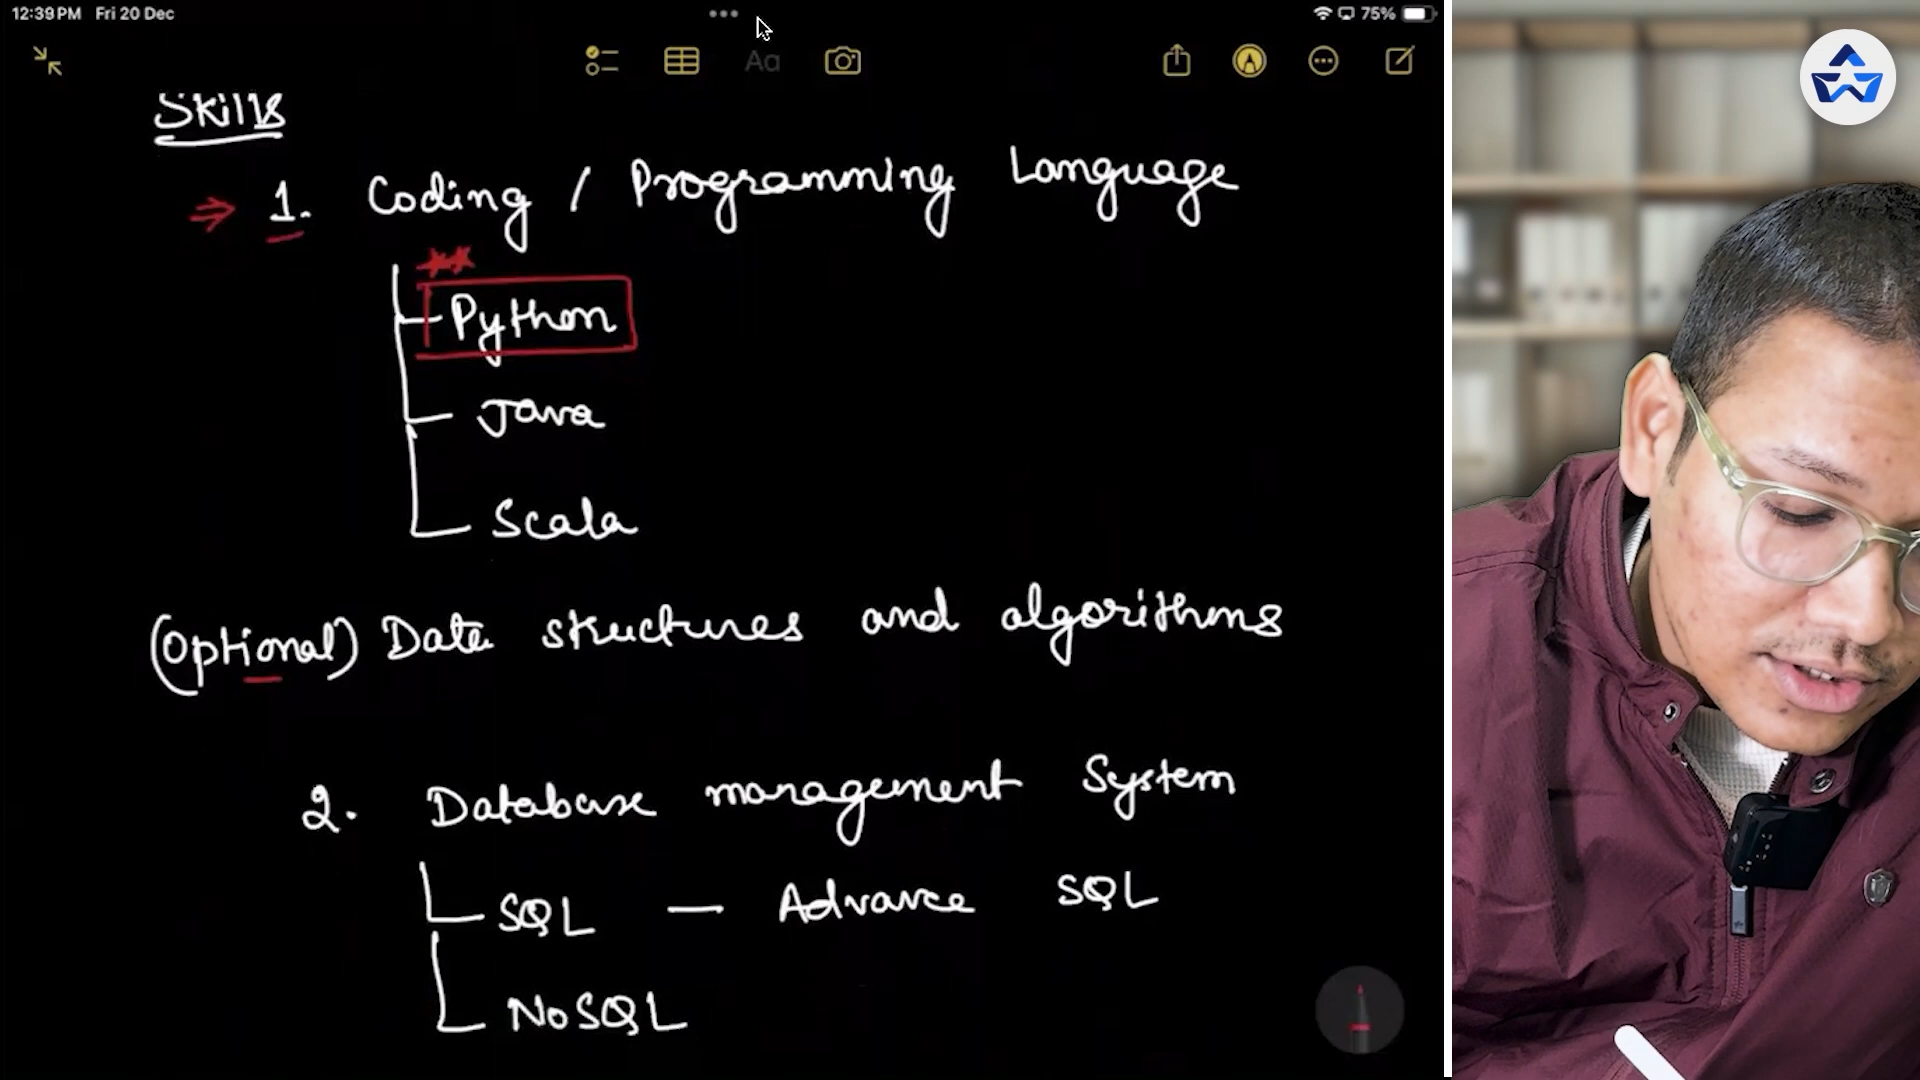 12:39 PM Fri 20 Dec
75%
Aa
Skills
⇒ 1. Coding / Programming Language
**
Python
Java
Scala
(Optional) Data structures and algorithms
2. Database management System
SQL — Advance SQL
NoSQL